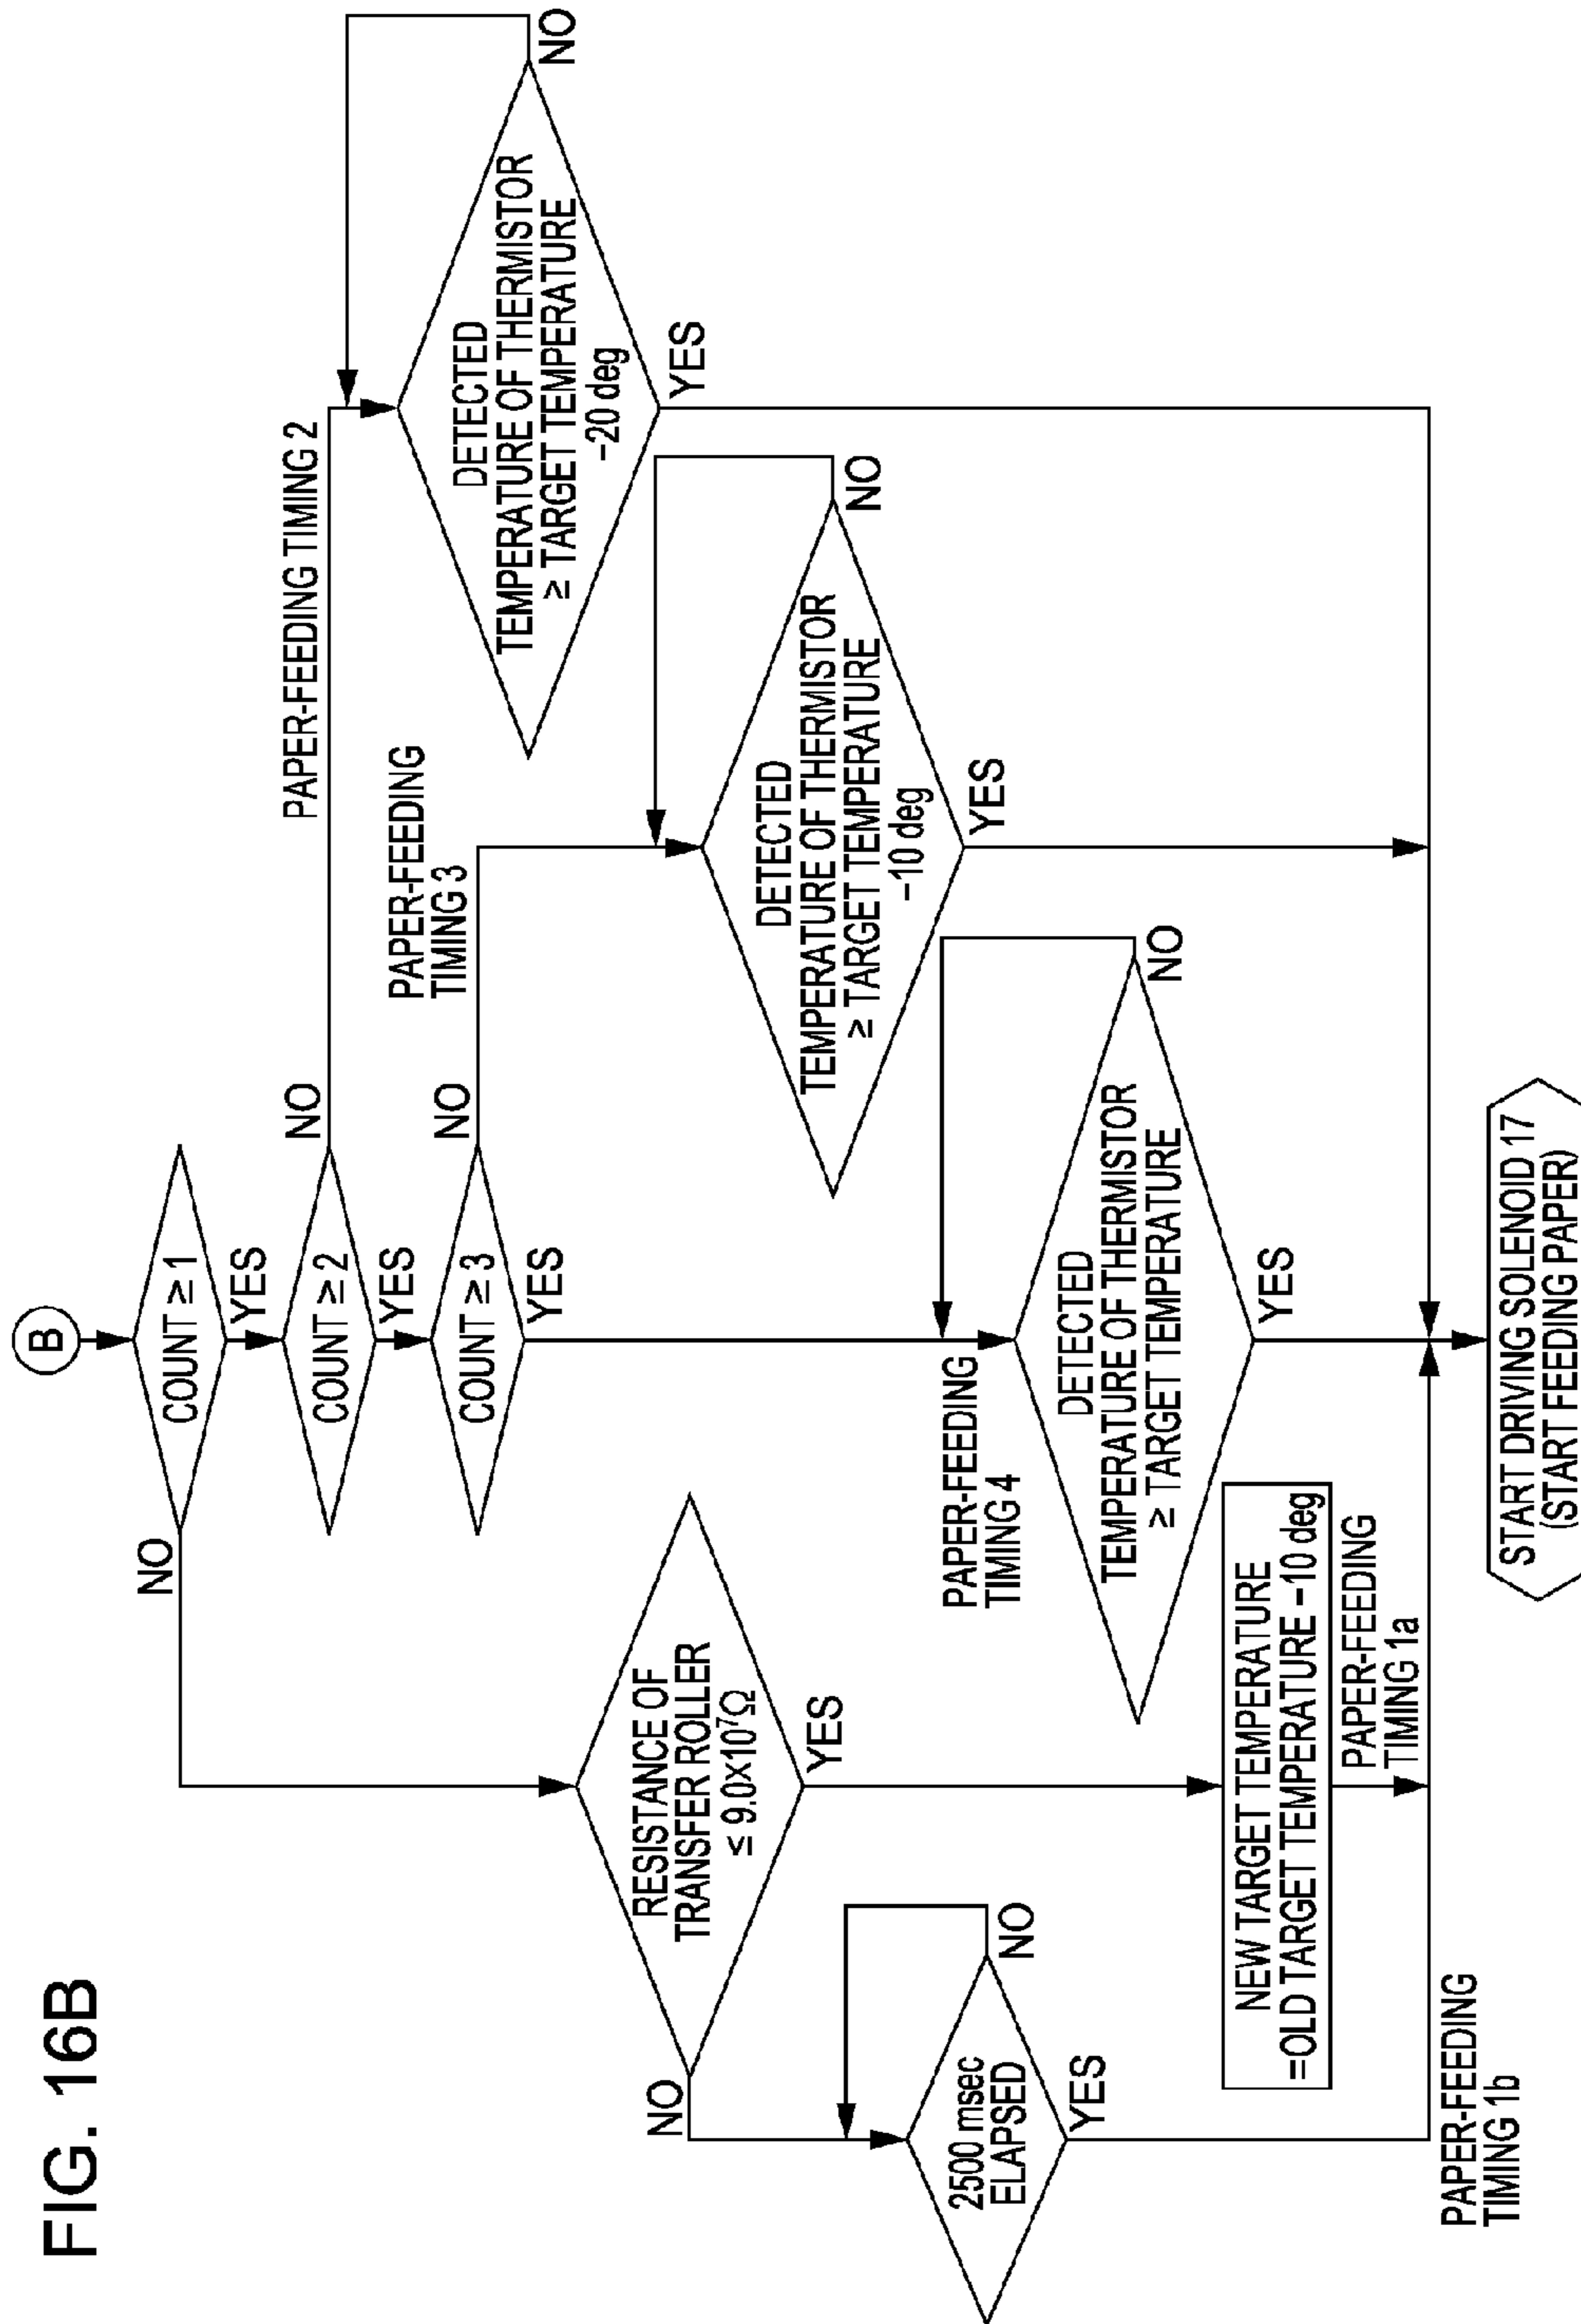 FIG. 16B
B
COUNT ≥ 1
NO
YES
COUNT ≥ 2
NO
YES
PAPER-FEEDING TIMING 2
COUNT ≥ 3
NO
YES
PAPER-FEEDING
TIMING 3
DETECTED
TEMPERATURE OF THERMISTOR
≥ TARGET TEMPERATURE
−20 deg
NO
YES
RESISTANCE OF
TRANSFER ROLLER
≤ 9.0×10⁷Ω
NO
YES
DETECTED
TEMPERATURE OF THERMISTOR
≥ TARGET TEMPERATURE
−10 deg
NO
YES
2500 msec
ELAPSED
NO
YES
PAPER-FEEDING
TIMING 4
DETECTED
TEMPERATURE OF THERMISTOR
≥ TARGET TEMPERATURE
NO
YES
NEW TARGET TEMPERATURE
=OLD TARGET TEMPERATURE −10 deg
PAPER-FEEDING
TIMING 1a
PAPER-FEEDING
TIMING 1b
START DRIVING SOLENOID 17
(START FEEDING PAPER)